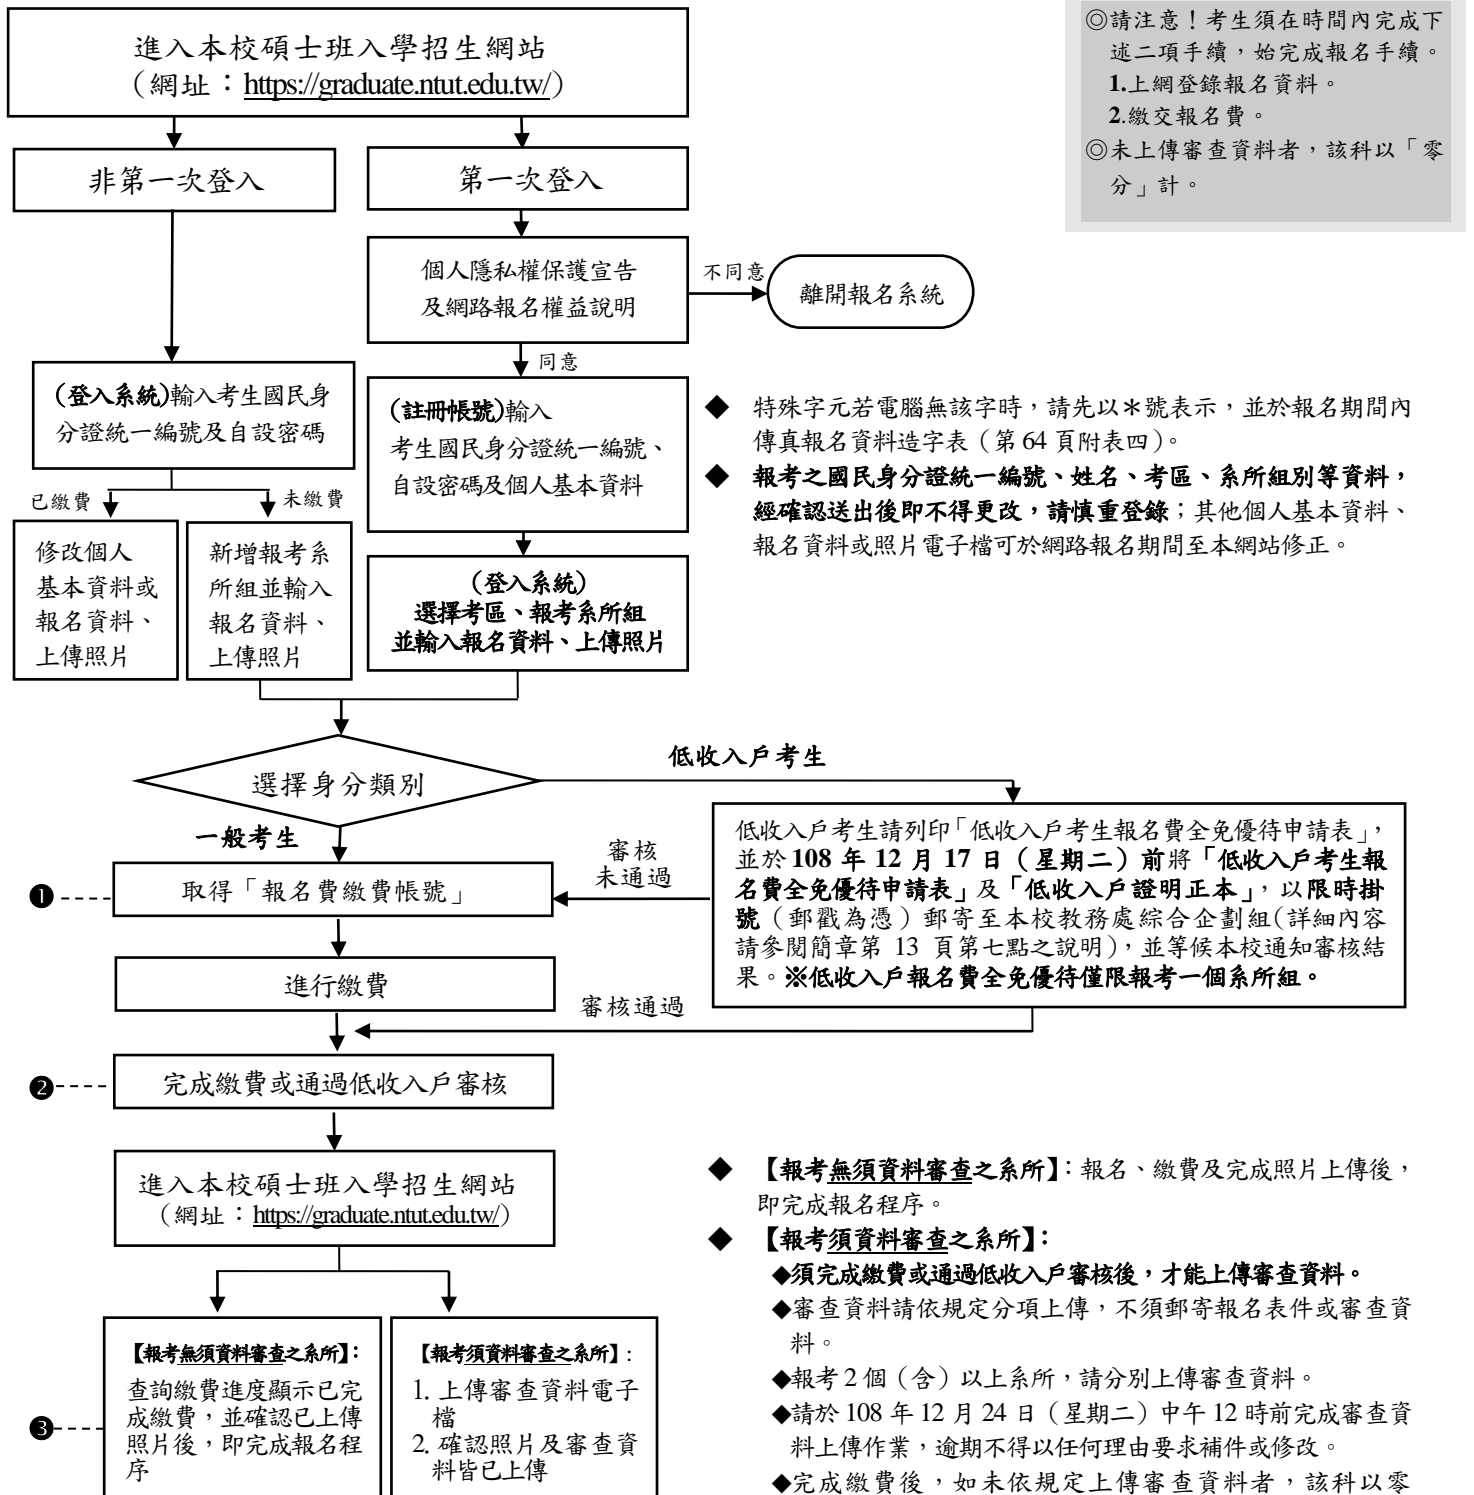 進入本校碩士班入學招生網站
（網址：https://graduate.ntut.edu.tw/）
◎請注意！考生須在時間內完成下
述二項手續，始完成報名手續。
1.上網登錄報名資料。
2.繳交報名費。
◎未上傳審查資料者，該科以「零
分」計。
非第一次登入
第一次登入
個人隱私權保護宣告
及網路報名權益說明
不同意
離開報名系統
同意
(登入系統)輸入考生國民身
分證統一編號及自設密碼
(註冊帳號)輸入
考生國民身分證統一編號、
自設密碼及個人基本資料
◆ 特殊字元若電腦無該字時，請先以＊號表示，並於報名期間內
傳真報名資料造字表（第 64 頁附表四）。
◆ 報考之國民身分證統一編號、姓名、考區、系所組別等資料，
經確認送出後即不得更改，請慎重登錄；其他個人基本資料、
報名資料或照片電子檔可於網路報名期間至本網站修正。
已繳費
未繳費
修改個人
基本資料或
報名資料、
上傳照片
新增報考系
所組並輸入
報名資料、
上傳照片
(登入系統)
選擇考區、報考系所組
並輸入報名資料、上傳照片
選擇身分類別
低收入戶考生
一般考生
低收入戶考生請列印「低收入戶考生報名費全免優待申請表」，
並於 108 年 12 月 17 日（星期二）前將「低收入戶考生報
名費全免優待申請表」及「低收入戶證明正本」，以限時掛
號（郵戳為憑）郵寄至本校教務處綜合企劃組(詳細內容
請參閱簡章第 13 頁第七點之說明)，並等候本校通知審核結
果。※低收入戶報名費全免優待僅限報考一個系所組。
審核
未通過
❶
取得「報名費繳費帳號」
進行繳費
審核通過
❷
完成繳費或通過低收入戶審核
進入本校碩士班入學招生網站
（網址：https://graduate.ntut.edu.tw/）
❸
【報考無須資料審查之系所】：
查詢繳費進度顯示已完
成繳費，並確認已上傳
照片後，即完成報名程
序
【報考須資料審查之系所】：
1. 上傳審查資料電子
檔
2. 確認照片及審查資
料皆已上傳
◆ 【報考無須資料審查之系所】：報名、繳費及完成照片上傳後，
即完成報名程序。
◆ 【報考須資料審查之系所】：
◆須完成繳費或通過低收入戶審核後，才能上傳審查資料。
◆審查資料請依規定分項上傳，不須郵寄報名表件或審查資
料。
◆報考 2 個（含）以上系所，請分別上傳審查資料。
◆請於 108 年 12 月 24 日（星期二）中午 12 時前完成審查資
料上傳作業，逾期不得以任何理由要求補件或修改。
◆完成繳費後，如未依規定上傳審查資料者，該科以零